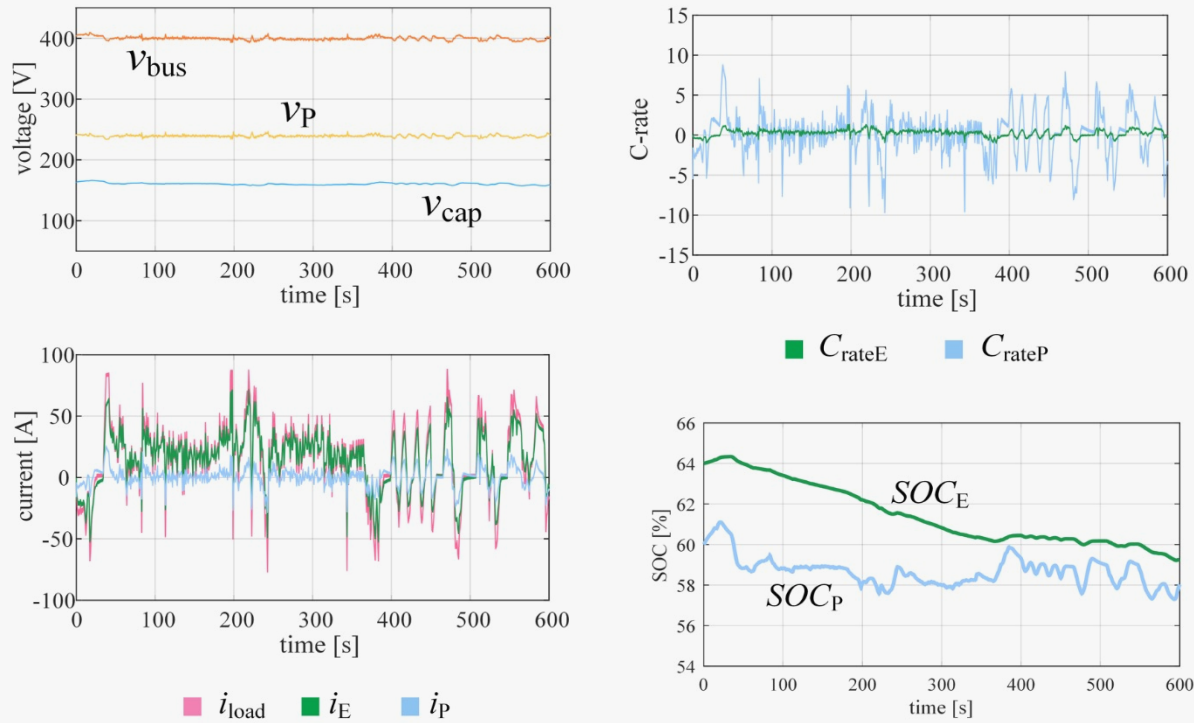 voltage [V]
400
300
200
100
v_bus
v_P
v_cap
0 100 200 300 400 500 600
time [s]
C-rate
15
10
5
0
-5
-10
-15
0 100 200 300 400 500 600
time [s]
C_rateE C_rateP
current [A]
100
50
0
-50
-100
0 100 200 300 400 500 600
time [s]
i_load i_E i_P
SOC [%]
66
64
62
60
58
56
54
SOC_E
SOC_P
0 100 200 300 400 500 600
time [s]